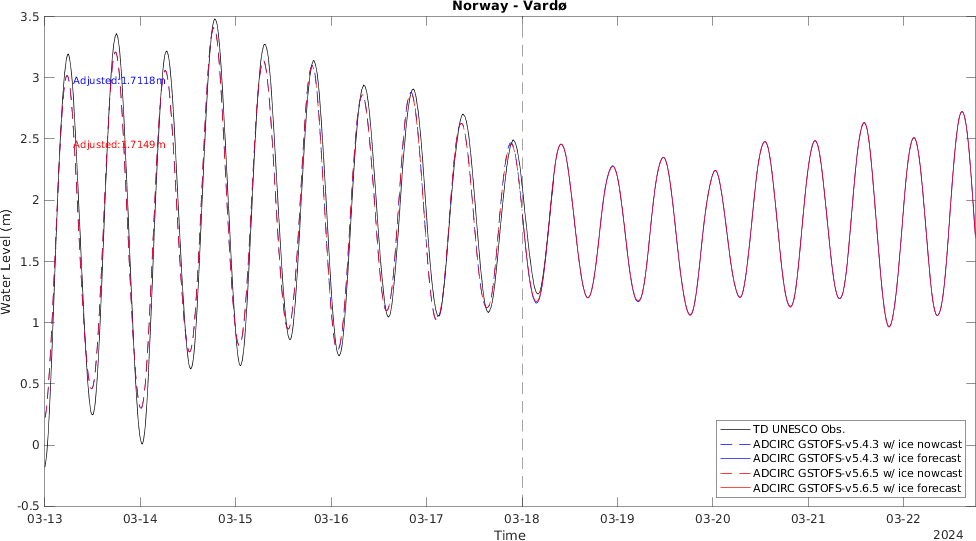 Norway - Vardø
3.5
3
2.5
2
1.5
1
0.5
0
-0.5
Water Level (m)
Adjusted:1.7118m
Adjusted:1.7149m
TD UNESCO Obs.
ADCIRC GSTOFS-v5.4.3 w/ ice nowcast
ADCIRC GSTOFS-v5.4.3 w/ ice forecast
ADCIRC GSTOFS-v5.6.5 w/ ice nowcast
ADCIRC GSTOFS-v5.6.5 w/ ice forecast
03-13 03-14 03-15 03-16 03-17 03-18 03-19 03-20 03-21 03-22
Time
2024